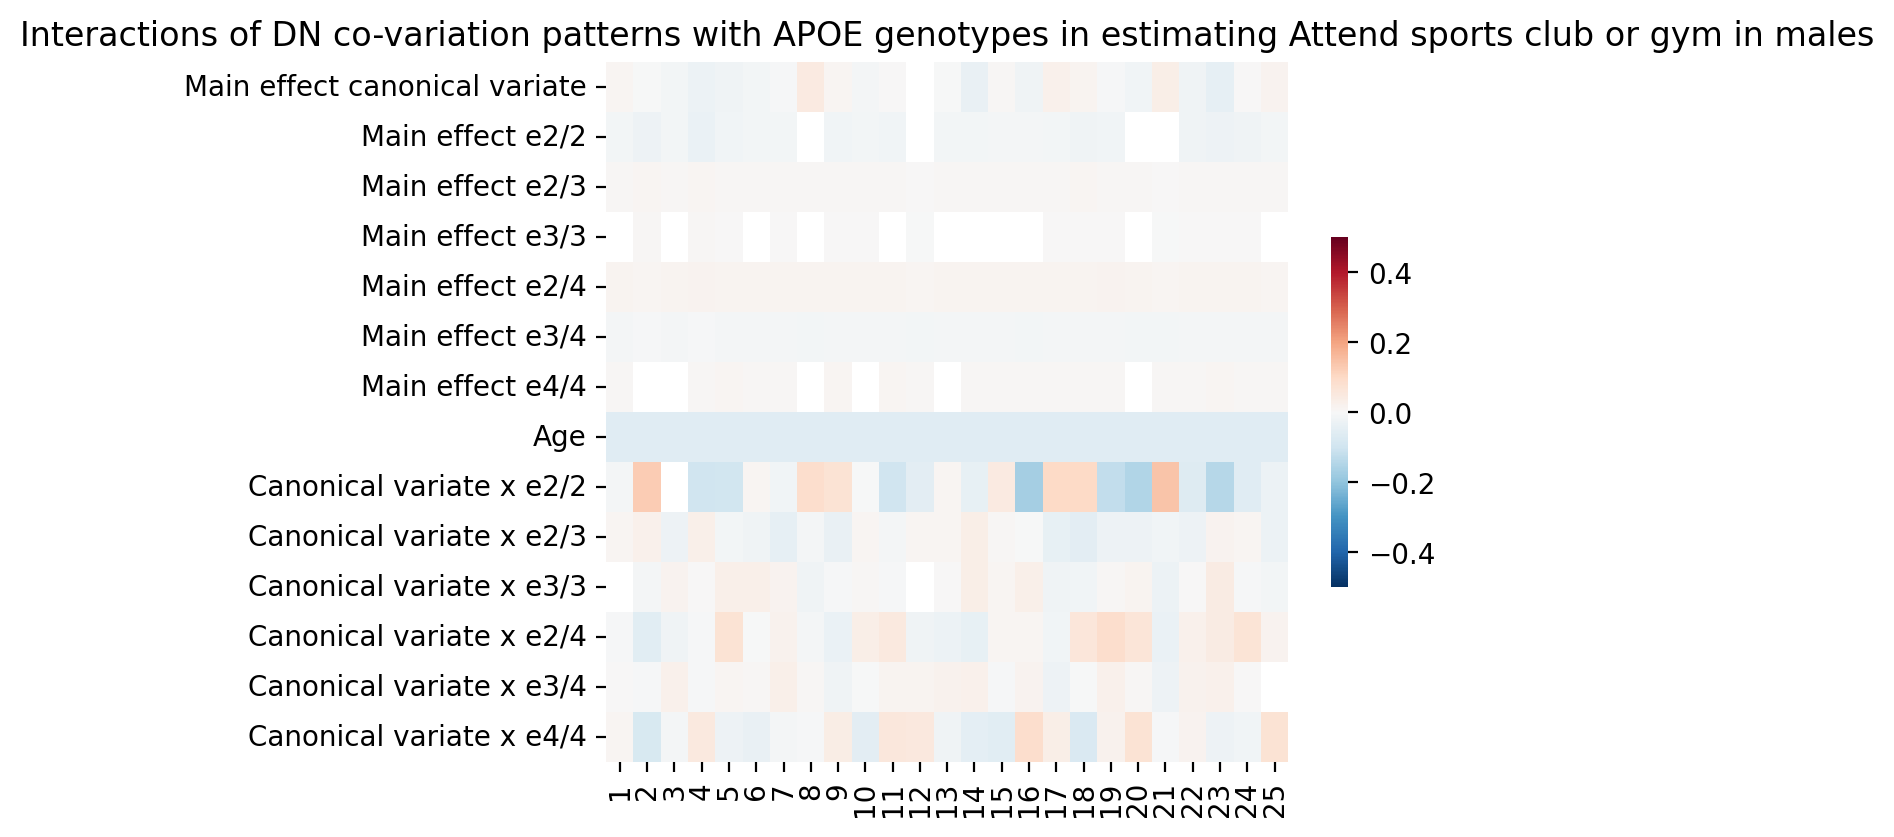 Interactions of DN co-variation patterns with APOE genotypes in estimating Attend sports club or gym in males
Main effect canonical variate
Main effect e2/2
Main effect e2/3
Main effect e3/3
Main effect e2/4
Main effect e3/4
Main effect e4/4
Age
Canonical variate x e2/2
Canonical variate x e2/3
Canonical variate x e3/3
Canonical variate x e2/4
Canonical variate x e3/4
Canonical variate x e4/4
1 2 3 4 5 6 7 8 9 10 11 12 13 14 15 16 17 18 19 20 21 22 23 24 25
0.4
0.2
0.0
−0.2
−0.4